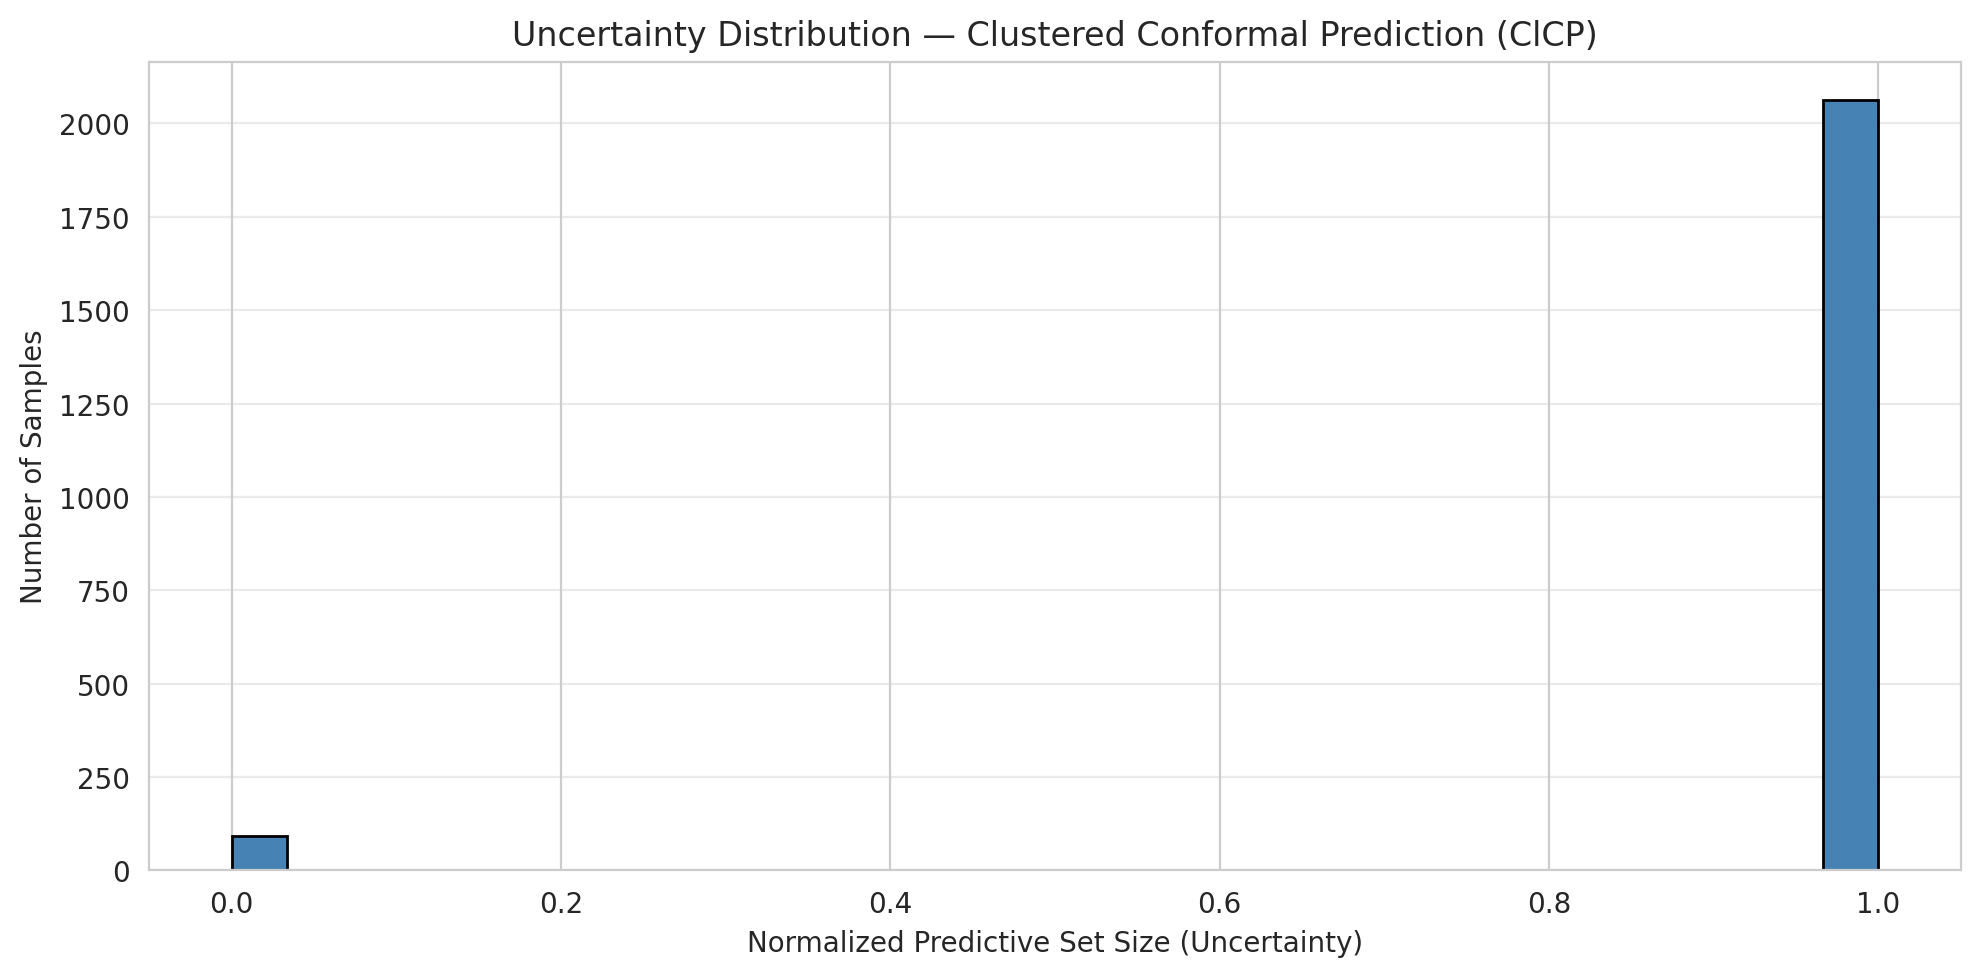 Uncertainty Distribution — Clustered Conformal Prediction (ClCP)
Number of Samples
2000
1750
1500
1250
1000
750
500
250
0
0.0 0.2 0.4 0.6 0.8 1.0
Normalized Predictive Set Size (Uncertainty)